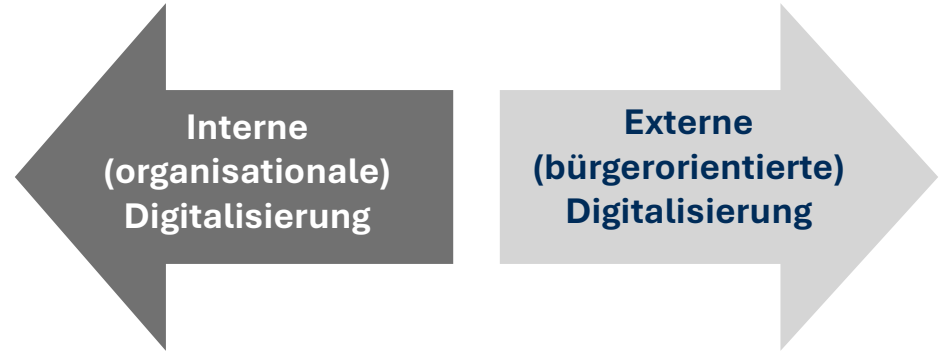 Interne
(organisationale)
Digitalisierung
Externe
(bürgerorientierte)
Digitalisierung